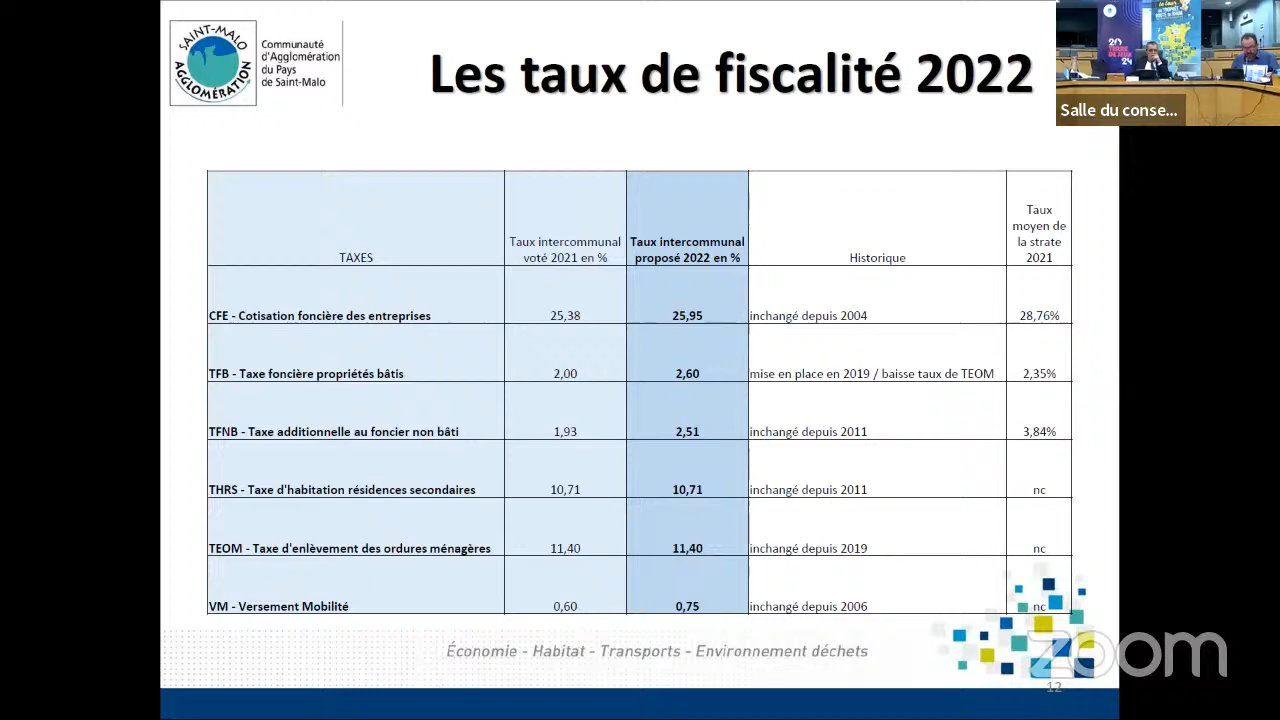 SAINT-MALO
AGGLOMÉRATION
Communauté
d'Agglomération
du Pays
de Saint-Malo
Les taux de fiscalité 2022
20
TERRE
DE JEUX
24
Salle du conse...
TAXES
Taux intercommunal
voté 2021 en %
Taux intercommunal
proposé 2022 en %
Historique
Taux
moyen de
la strate
2021
CFE - Cotisation foncière des entreprises 25,38 25,95 inchangé depuis 2004 28,76%
TFB - Taxe foncière propriétés bâtis 2,00 2,60 mise en place en 2019 / baisse taux de TEOM 2,35%
TFNB - Taxe additionnelle au foncier non bâti 1,93 2,51 inchangé depuis 2011 3,84%
THRS - Taxe d'habitation résidences secondaires 10,71 10,71 inchangé depuis 2011 nc
TEOM - Taxe d'enlèvement des ordures ménagères 11,40 11,40 inchangé depuis 2019 nc
VM - Versement Mobilité 0,60 0,75 inchangé depuis 2006 nc
Économie - Habitat - Transports - Environnement déchets
zoom
12